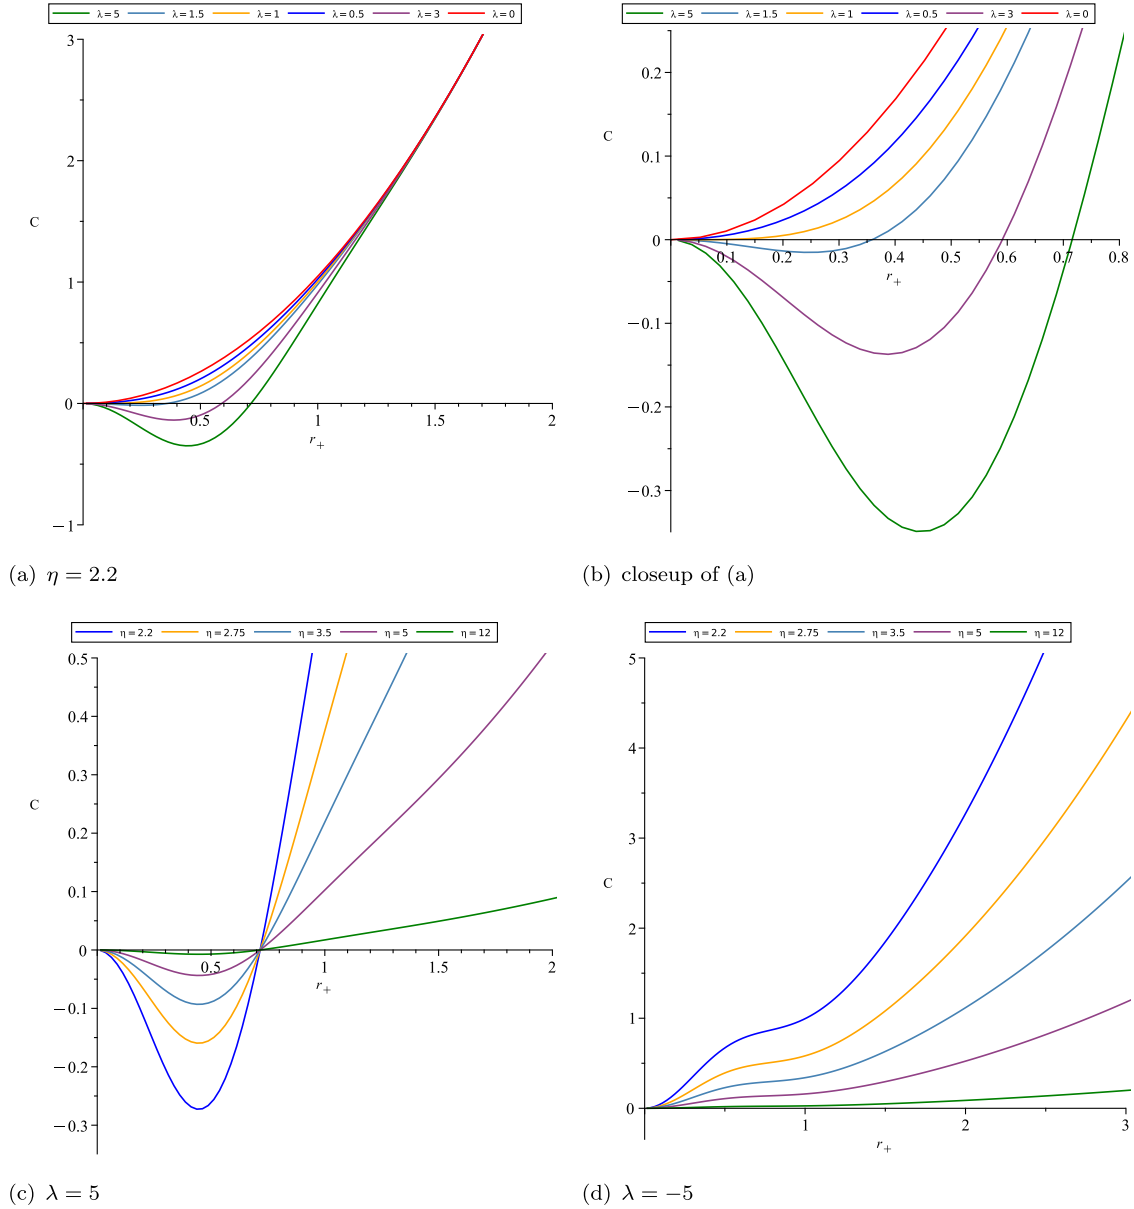 λ = 5 λ = 1.5 λ = 1 λ = 0.5 λ = 3 λ = 0
3
2
C
1
0
0.5 1 1.5 2
r+
−1
(a) η = 2.2
λ = 5 λ = 1.5 λ = 1 λ = 0.5 λ = 3 λ = 0
0.2
C
0.1
0
0.1 0.2 0.3 0.4 0.5 0.6 0.7 0.8
r+
−0.1
−0.2
−0.3
(b) closeup of (a)
η = 2.2 η = 2.75 η = 3.5 η = 5 η = 12
0.5
0.4
0.3
C
0.2
0.1
0
0.5 1 1.5 2
r+
−0.1
−0.2
−0.3
(c) λ = 5
η = 2.2 η = 2.75 η = 3.5 η = 5 η = 12
5
4
3
C
2
1
0
1 2 3
r+
(d) λ = −5